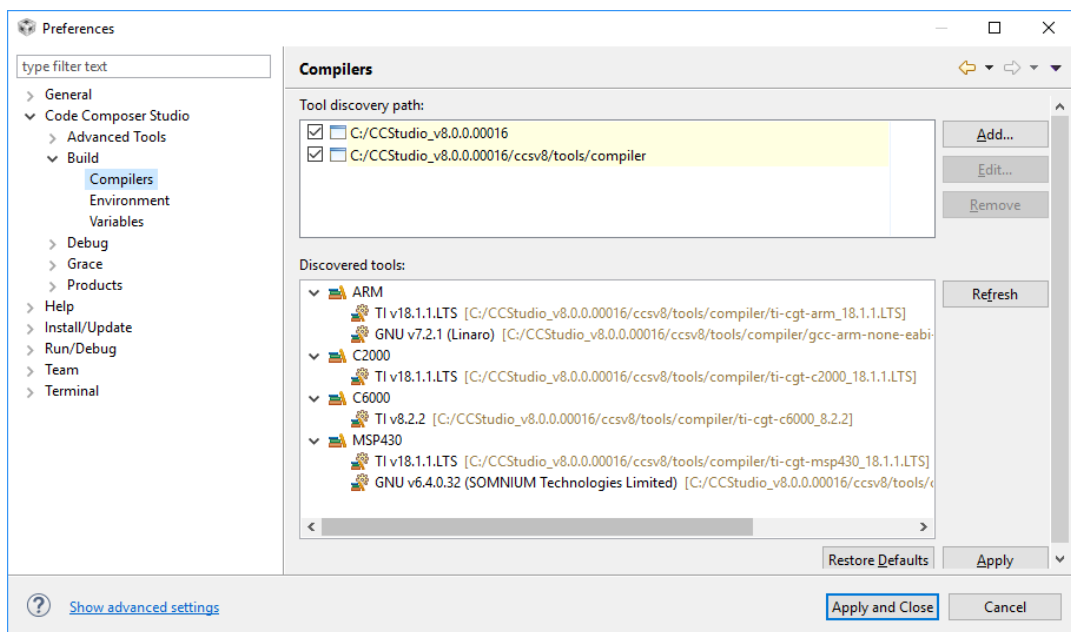 Preferences
type filter text
General
Code Composer Studio
Advanced Tools
Build
Compilers
Environment
Variables
Debug
Grace
Products
Help
Install/Update
Run/Debug
Team
Terminal
Compilers
Tool discovery path:
C:/CCStudio_v8.0.0.00016
C:/CCStudio_v8.0.0.00016/ccsv8/tools/compiler
Add...
Edit...
Remove
Discovered tools:
ARM
TI v18.1.1.LTS [C:/CCStudio_v8.0.0.00016/ccsv8/tools/compiler/ti-cgt-arm_18.1.1.LTS]
GNU v7.2.1 (Linaro) [C:/CCStudio_v8.0.0.00016/ccsv8/tools/compiler/gcc-arm-none-eabi-
C2000
TI v18.1.1.LTS [C:/CCStudio_v8.0.0.00016/ccsv8/tools/compiler/ti-cgt-c2000_18.1.1.LTS]
C6000
TI v8.2.2 [C:/CCStudio_v8.0.0.00016/ccsv8/tools/compiler/ti-cgt-c6000_8.2.2]
MSP430
TI v18.1.1.LTS [C:/CCStudio_v8.0.0.00016/ccsv8/tools/compiler/ti-cgt-msp430_18.1.1.LTS]
GNU v6.4.0.32 (SOMNIUM Technologies Limited) [C:/CCStudio_v8.0.0.00016/ccsv8/tools/
Refresh
Restore Defaults
Apply
?
Show advanced settings
Apply and Close
Cancel